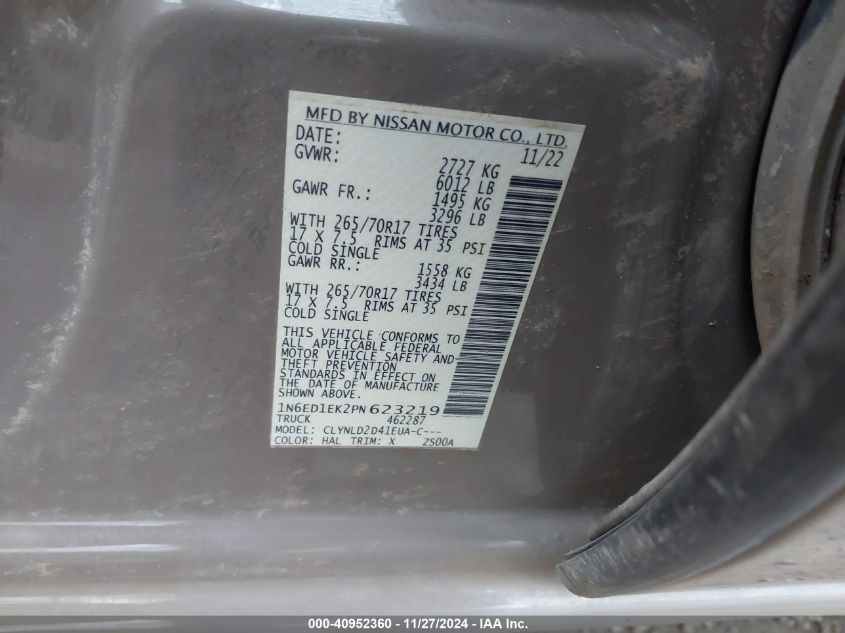 MFD BY NISSAN MOTOR CO., LTD.
DATE: 11/22
GVWR: 2727 KG
6012 LB
GAWR FR.: 1495 KG
3296 LB
WITH 265/70R17 TIRES
17 X 7.5 RIMS AT 35 PSI
COLD SINGLE
GAWR RR.: 1558 KG
3434 LB
WITH 265/70R17 TIRES
17 X 7.5 RIMS AT 35 PSI
COLD SINGLE
THIS VEHICLE CONFORMS TO
ALL APPLICABLE FEDERAL
MOTOR VEHICLE SAFETY AND
THEFT PREVENTION
STANDARDS IN EFFECT ON
THE DATE OF MANUFACTURE
1N6ED1EK2PN623219
TRUCK 462287
MODEL: CLYNLD2D41EUA-C---
COLOR: HAL TRIM: X ZS00A
000-40952360 - 11/27/2024 - IAA Inc.